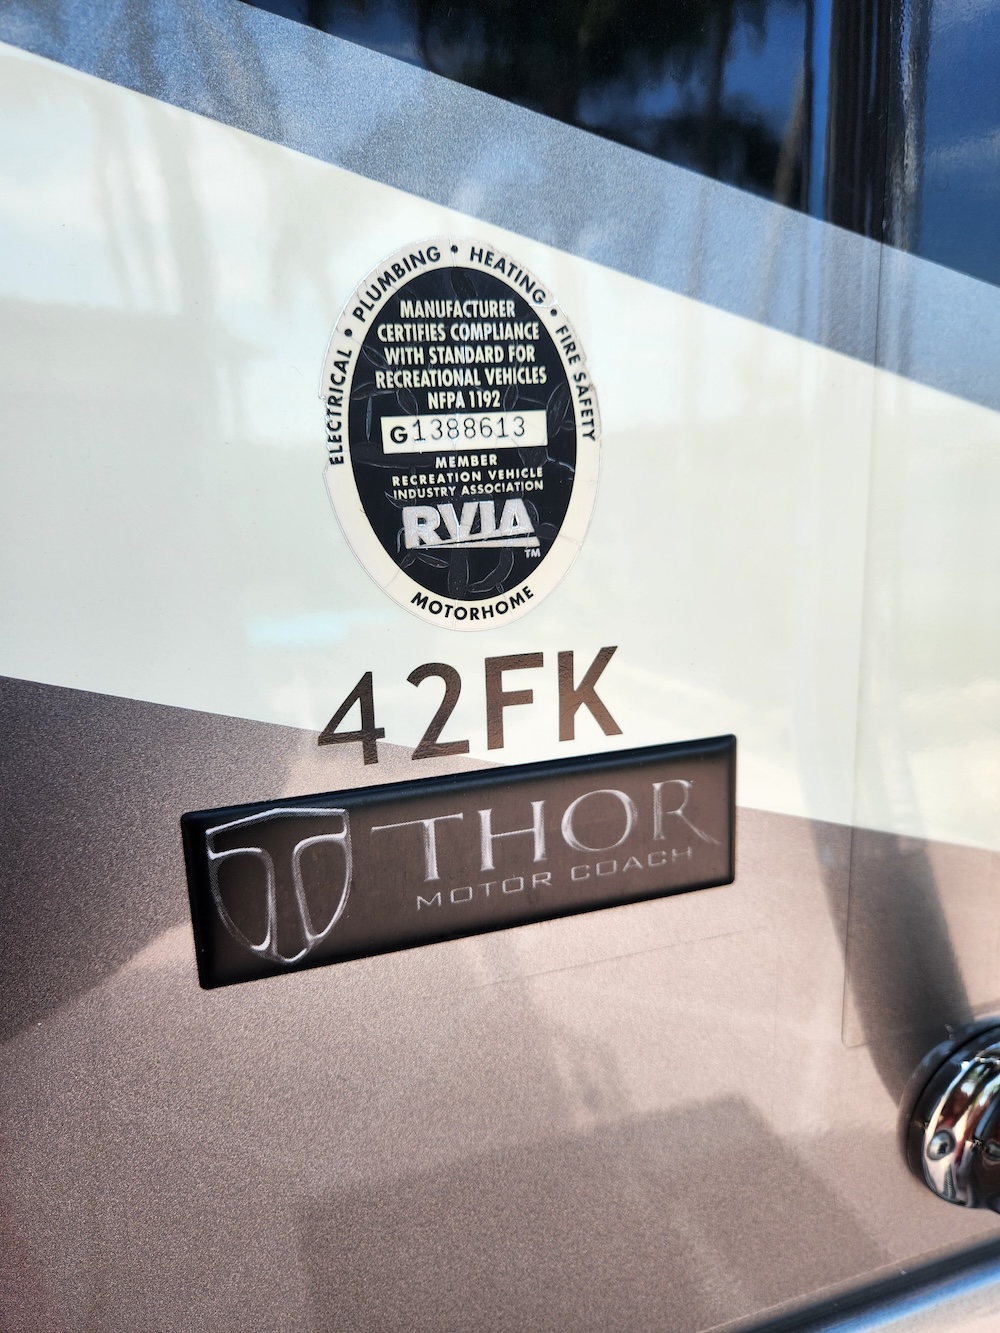 ELECTRICAL • PLUMBING • HEATING • FIRE SAFETY
MANUFACTURER
CERTIFIES COMPLIANCE
WITH STANDARD FOR
RECREATIONAL VEHICLES
NFPA 1192
G1388613
MEMBER
RECREATION VEHICLE
INDUSTRY ASSOCIATION
RVIA
TM
MOTORHOME
42FK
THOR
MOTOR COACH